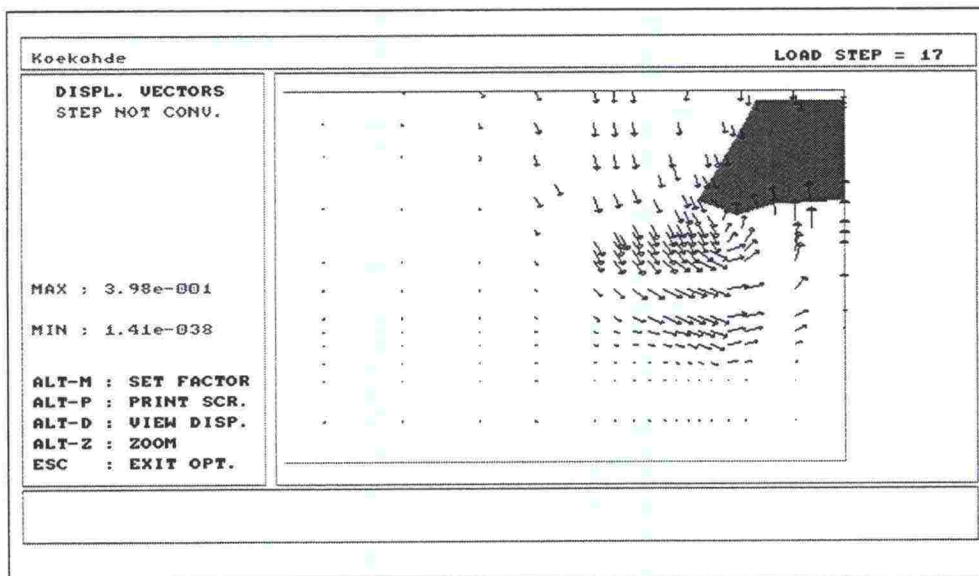 Koekohde
LOAD STEP = 17
DISPL. VECTORS
STEP NOT CONV.
MAX : 3.98e-001
MIN : 1.41e-038
ALT-M : SET FACTOR
ALT-P : PRINT SCR.
ALT-D : VIEW DISP.
ALT-Z : ZOOM
ESC : EXIT OPT.